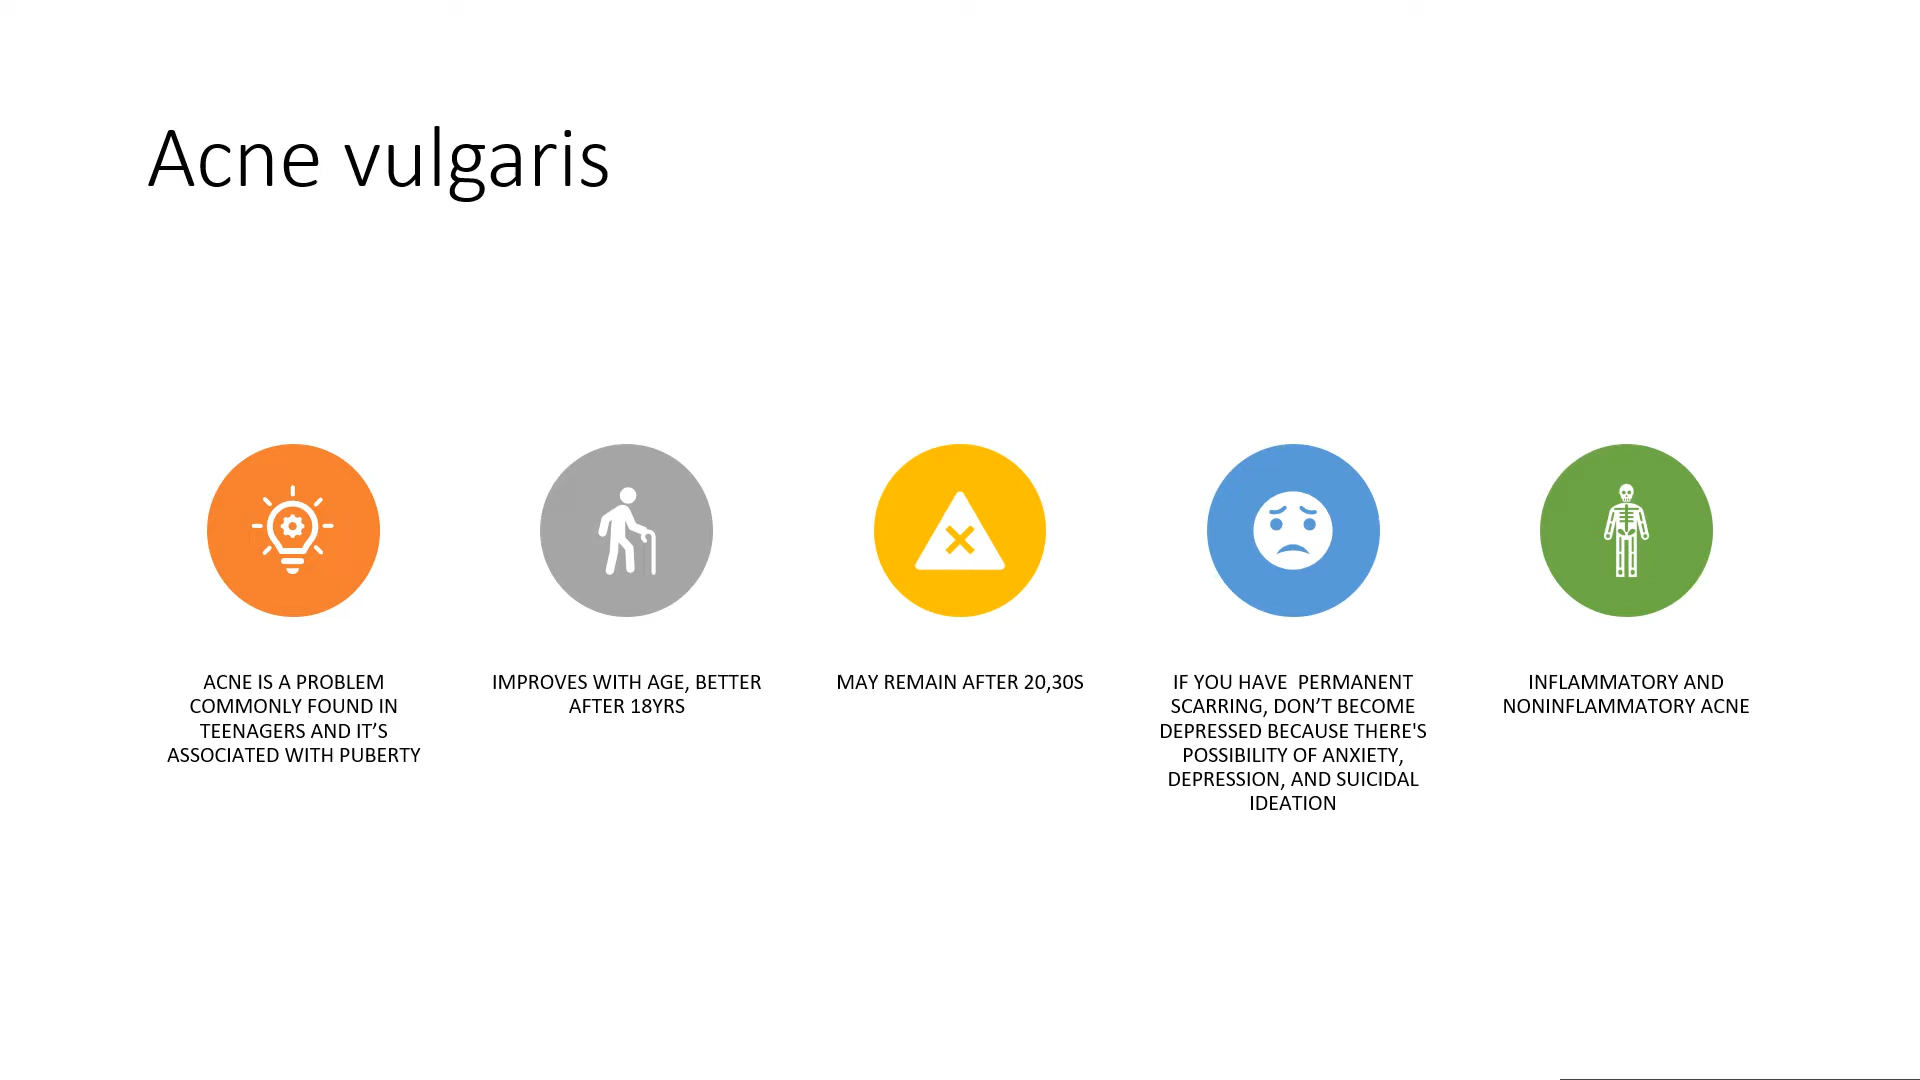 Acne vulgaris
ACNE IS A PROBLEM
COMMONLY FOUND IN
TEENAGERS AND IT’S
ASSOCIATED WITH PUBERTY
IMPROVES WITH AGE, BETTER
AFTER 18YRS
MAY REMAIN AFTER 20,30S
IF YOU HAVE  PERMANENT
SCARRING, DON’T BECOME
DEPRESSED BECAUSE THERE'S
POSSIBILITY OF ANXIETY,
DEPRESSION, AND SUICIDAL
IDEATION
INFLAMMATORY AND
NONINFLAMMATORY ACNE